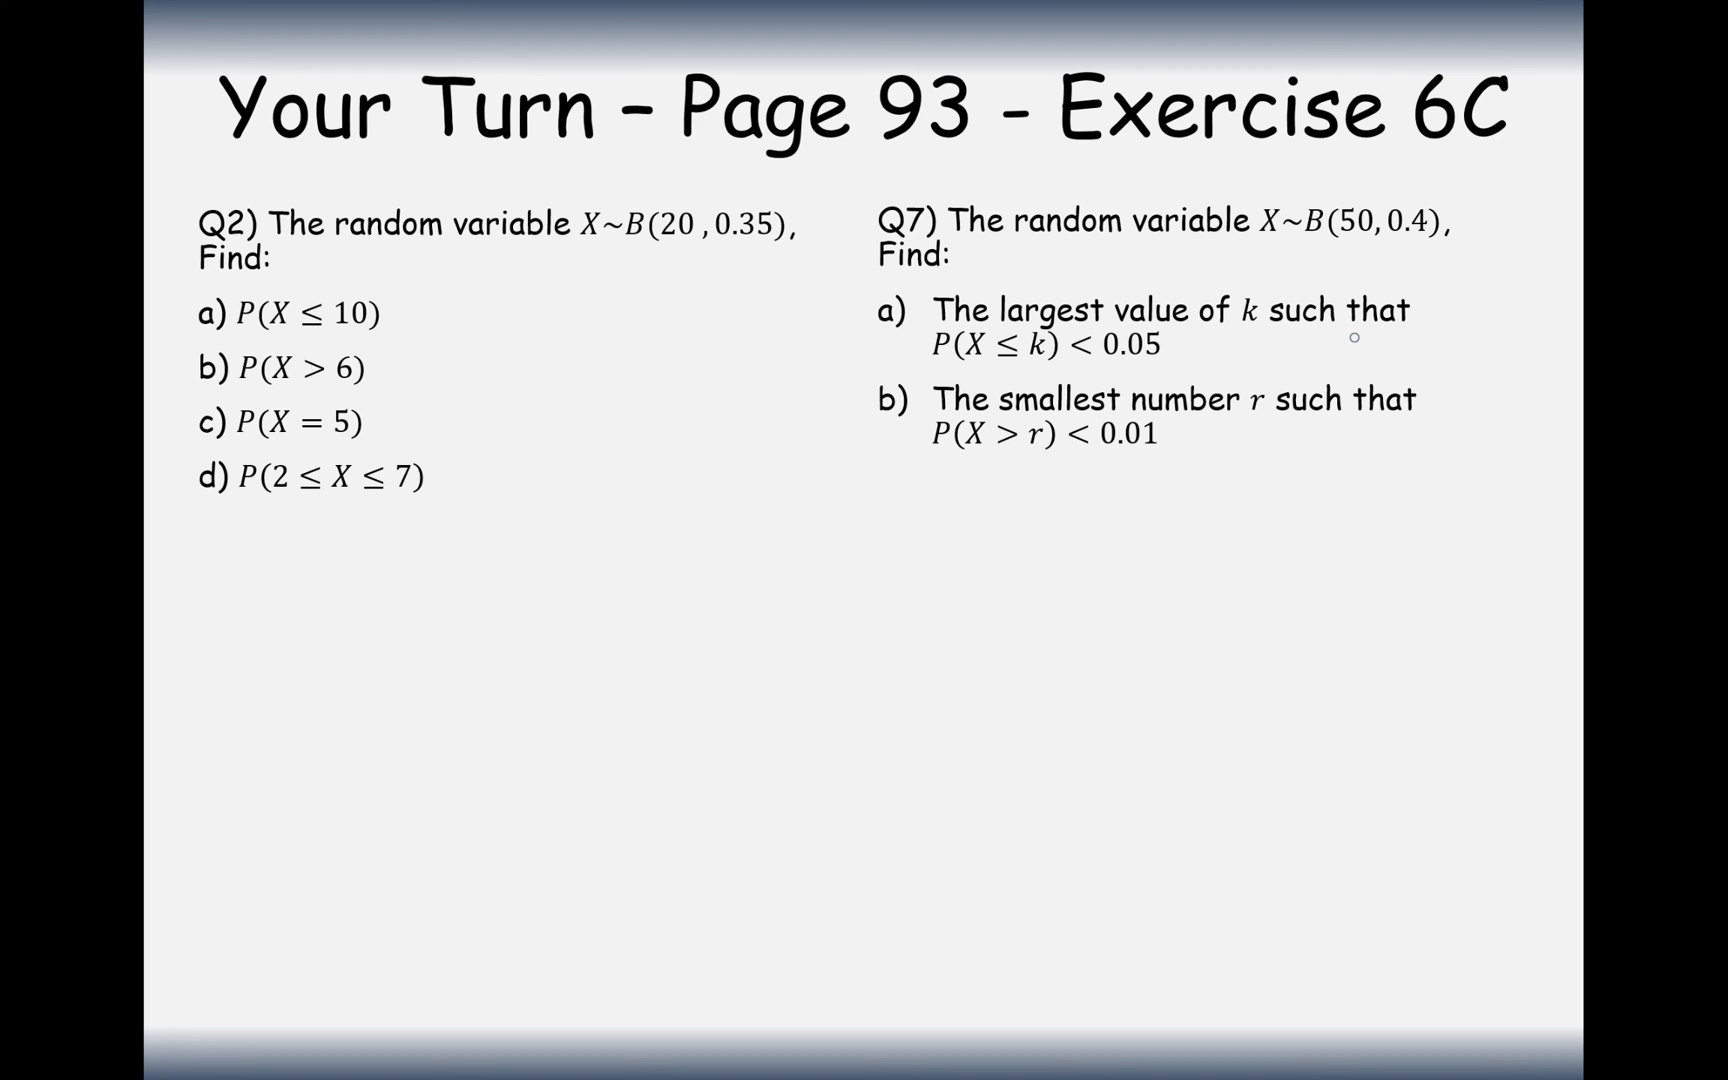 Your Turn – Page 93 - Exercise 6C
Q2) The random variable X~B(20 ,0.35),
Find:
a) P(X ≤ 10)
b) P(X > 6)
c) P(X = 5)
d) P(2 ≤ X ≤ 7)
Q7) The random variable X~B(50, 0.4),
Find:
a) The largest value of k such that
P(X ≤ k) < 0.05
b) The smallest number r such that
P(X > r) < 0.01